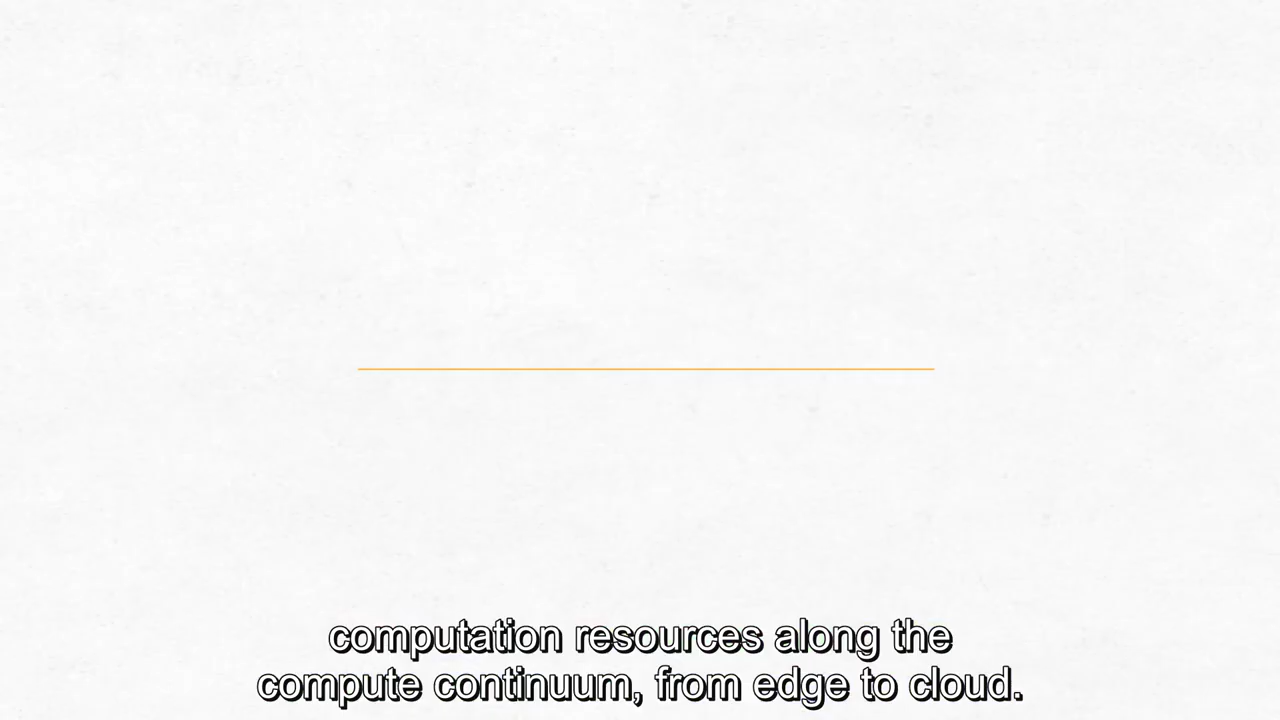 computation resources along the
compute continuum, from edge to cloud.